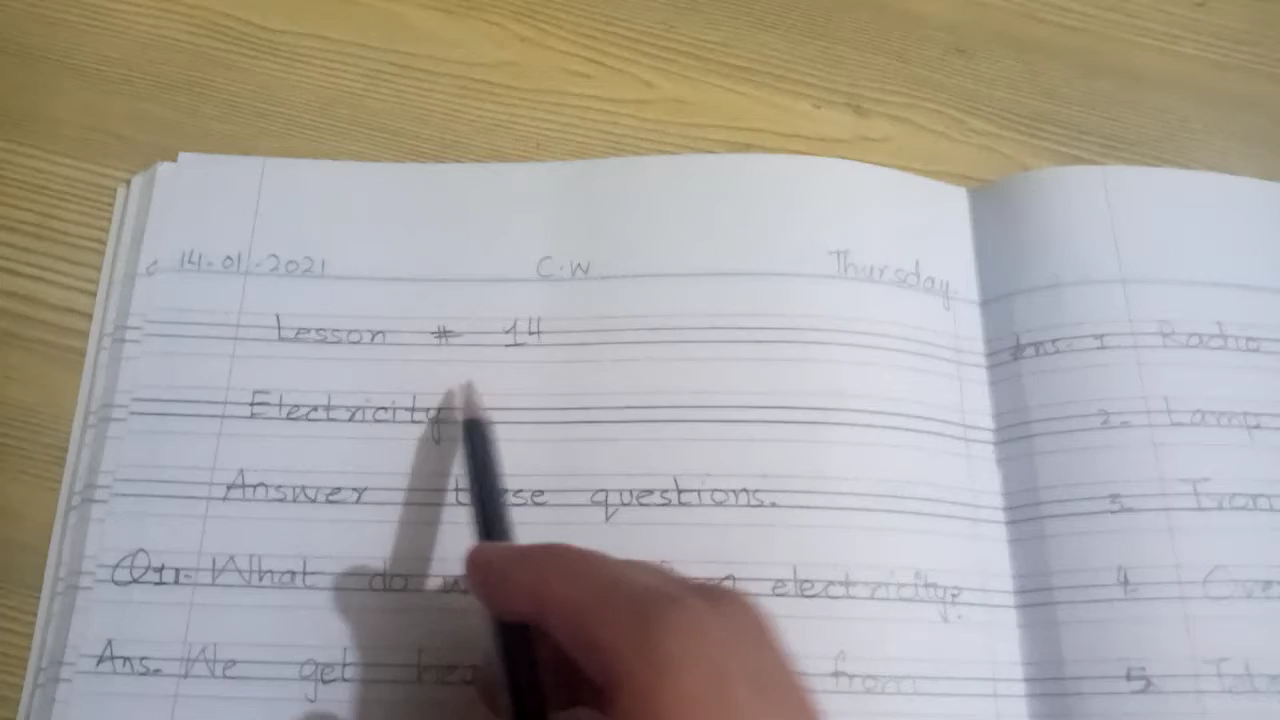 14-01-2021 C.W Thursday.
Lesson # 14
Electricity
Answer these questions.
Q1. What do electricity?
Ans. We get from
Ans. 1 Radio
2. Lamp
3. Iron
4.
5.